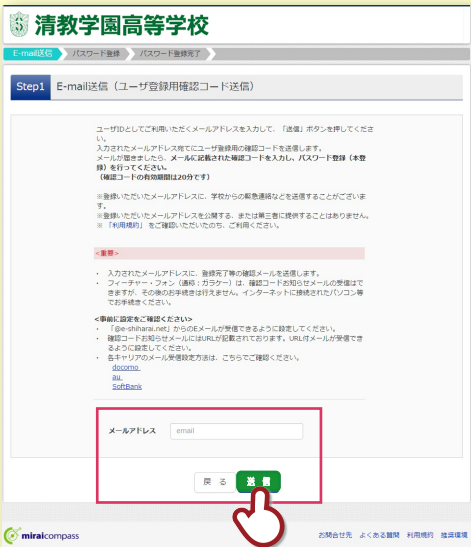 清教学園高等学校
E-mail送信 パスワード登録 パスワード登録完了
Step1 E-mail送信（ユーザ登録用確認コード送信）
ユーザIDとしてご利用いただくメールアドレスを入力して、「送信」ボタンを押してくださ
い。
入力されたメールアドレス宛てにユーザ登録用の確認コードを送信します。
メールが届きましたら、メールに記載された確認コードを入力し、パスワード登録（本登
録）を行ってください。
（確認コードの有効期間は20分です）
※登録いただいたメールアドレスに、学校からの緊急連絡などを送信することがございま
す。
※登録いただいたメールアドレスを公開する、または第三者に提供することはありません。
※ 「利用規約」 をご確認いただいたのち、ご利用ください。
<重要>
・ 入力されたメールアドレスに、登録完了等の確認メールを送信します。
・ フィーチャー・フォン（通称：ガラケー）は、確認コードお知らせメールの受信はで
きますが、その後のお手続きは行えません。インターネットに接続されたパソコン等
でお手続きください。
<事前に設定をご確認ください>
・ 「@e-shiharai.net」からのEメールが受信できるように設定してください。
・ 確認コードお知らせメールにはURLが記載されております。URL付メールが受信でき
るように設定してください。
・ 各キャリアのメール受信設定方法は、こちらでご確認ください。
docomo
au
SoftBank
メールアドレス email
戻 る 送 信
miraicompass お問合せ先 よくある質問 利用規約 推奨環境